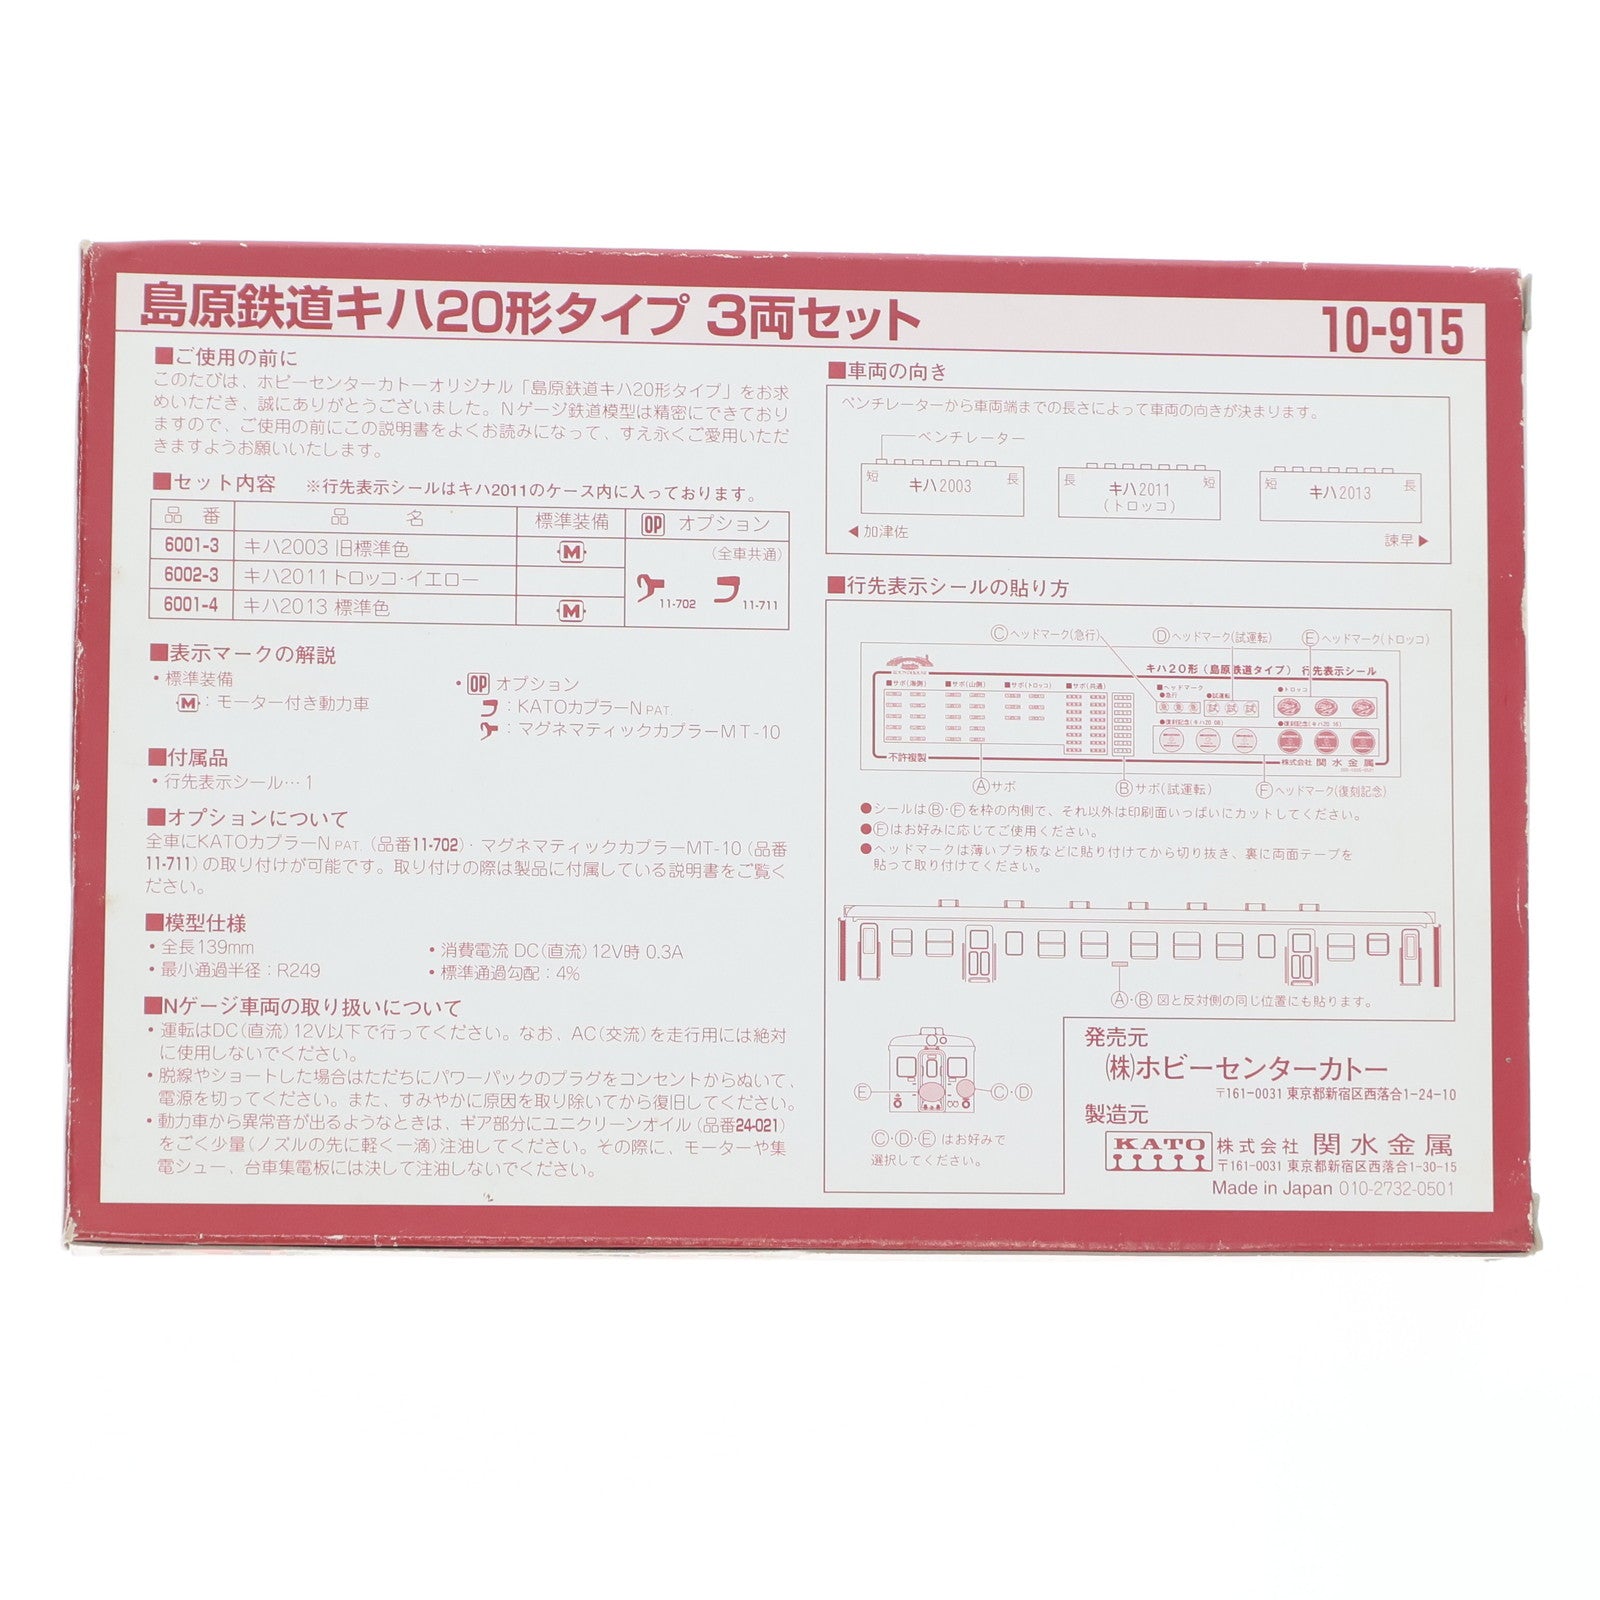 島原鉄道キハ20形タイプ 3両セット
10-915
■ご使用の前に
このたびは、ホビーセンターカトーオリジナル「島原鉄道キハ20形タイプ」をお求
めいただき、誠にありがとうございました。Nゲージ鉄道模型は精密にできており
ますので、ご使用の前にこの説明書をよくお読みになって、すえ永くご愛用いただ
きますようお願いいたします。
■セット内容 ※行先表示シールはキハ2011のケース内に入っております。
品 番 品 名 標準装備 OP オプション
6001-3 キハ2003 旧標準色 M (全車共通)
6002-3 キハ2011 トロッコ・イエロー
6001-4 キハ2013 標準色 M
11-702 11-711
■表示マークの解説
・標準装備
M：モーター付き動力車
・OP オプション
：KATOカプラーN PAT.
：マグネマティックカプラーMT-10
■付属品
・行先表示シール…1
■オプションについて
全車にKATOカプラーN PAT.（品番11-702）・マグネマティックカプラーMT-10（品番
11-711）の取り付けが可能です。取り付けの際は製品に付属している説明書をご覧く
ださい。
■模型仕様
・全長139mm
・最小通過半径：R249
・消費電流 DC（直流）12V時 0.3A
・標準通過勾配：4%
■Nゲージ車両の取り扱いについて
・運転はDC（直流）12V以下で行ってください。なお、AC（交流）を走行用には絶対
に使用しないでください。
・脱線やショートした場合はただちにパワーパックのプラグをコンセントからぬいて、
電源を切ってください。また、すみやかに原因を取り除いてから復旧してください。
・動力車から異常音が出るようなときは、ギア部分にユニクリーンオイル（品番24-021）
をごく少量（ノズルの先に軽く一滴）注油してください。その際に、モーターや集
電シュー、台車集電板には決して注油しないでください。
■車両の向き
ベンチレーターから車両端までの長さによって車両の向きが決まります。
ベンチレーター
短 キハ2003 長
長 キハ2011 短
(トロッコ)
短 キハ2013 長
◀加津佐
諫早▶
■行先表示シールの貼り方
Ⓒヘッドマーク(急行) Ⓓヘッドマーク(試運転) Ⓔヘッドマーク(トロッコ)
キハ20形（島原鉄道タイプ） 行先表示シール
■サボ(海側) ■サボ(山側) ■サボ(トロッコ) ■サボ(共通) ■ヘッドマーク
●急行 ●試運転 ●トロッコ
不許複製
株式会社 関水金属
Ⓐサボ Ⓑサボ(試運転) Ⓕヘッドマーク(復刻記念)
●シールはⒷ・Ⓕを枠の内側で、それ以外は印刷面いっぱいにカットしてください。
●Ⓕはお好みに応じてご使用ください。
●ヘッドマークは薄いプラ板などに貼り付けてから切り抜き、裏に両面テープを
貼って取り付けてください。
Ⓐ・Ⓑ 図と反対側の同じ位置にも貼ります。
Ⓔ Ⓒ・Ⓓ
Ⓒ・Ⓓ・Ⓔ はお好みで
選択してください。
発売元
(株)ホビーセンターカトー
〒161-0031 東京都新宿区西落合1-24-10
製造元
KATO 株式会社 関水金属
〒161-0031 東京都新宿区西落合1-30-15
Made in Japan 010-2732-0501